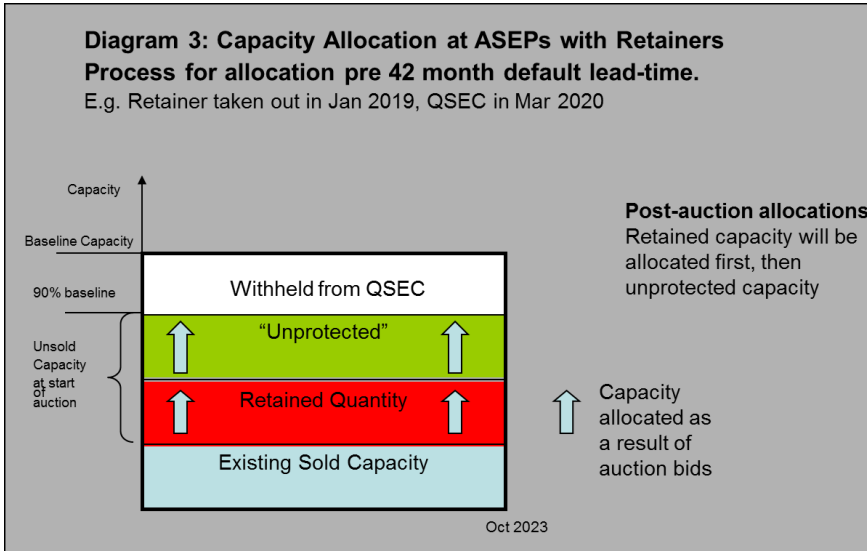 Diagram 3: Capacity Allocation at ASEPs with Retainers
Process for allocation pre 42 month default lead-time.
E.g. Retainer taken out in Jan 2019, QSEC in Mar 2020
Capacity
Baseline Capacity
90% baseline
Unsold
Capacity
at start
of
auction
Withheld from QSEC
“Unprotected”
Retained Quantity
Existing Sold Capacity
Oct 2023
Post-auction allocations
Retained capacity will be
allocated first, then
unprotected capacity
Capacity
allocated as
a result of
auction bids